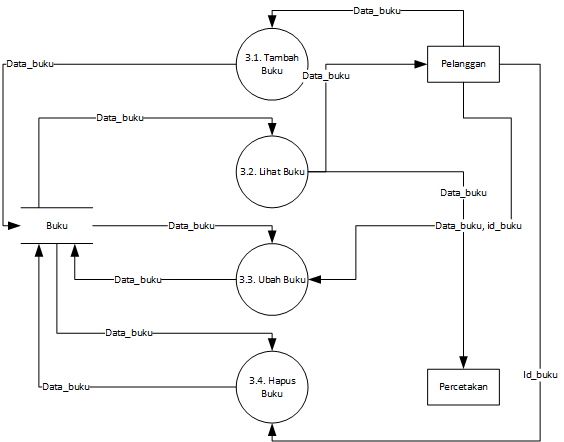 Data_buku
3.1. Tambah
Buku
Data_buku
Pelanggan
Data_buku
Data_buku
3.2. Lihat Buku
Data_buku
Buku
Data_buku
Data_buku, id_buku
Data_buku
3.3. Ubah Buku
Data_buku
3.4. Hapus
Buku
Data_buku
Percetakan
Id_buku